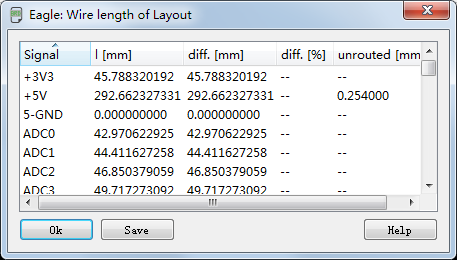 Eagle: Wire length of Layout
Signal l [mm] diff. [mm] diff. [%] unrouted [mm
+3V3 45.788320192 45.788320192 -- --
+5V 292.662327331 292.662327331 -- 0.254000
5-GND 0.000000000 0.000000000 -- --
ADC0 42.970622925 42.970622925 -- --
ADC1 44.411627258 44.411627258 -- --
ADC2 46.850379059 46.850379059 -- --
ADC3 49.717273092 49.717273092 -- --
Ok Save Help